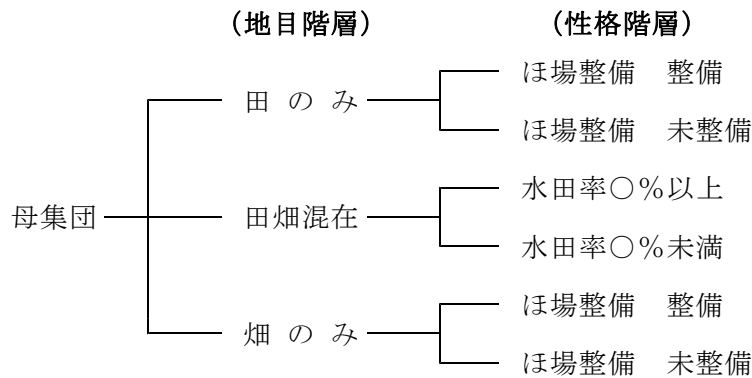 (地目階層) (性格階層)
ほ場整備 整備
田 の み
ほ場整備 未整備
水田率○%以上
母集団 田畑混在
水田率○%未満
ほ場整備 整備
畑 の み
ほ場整備 未整備